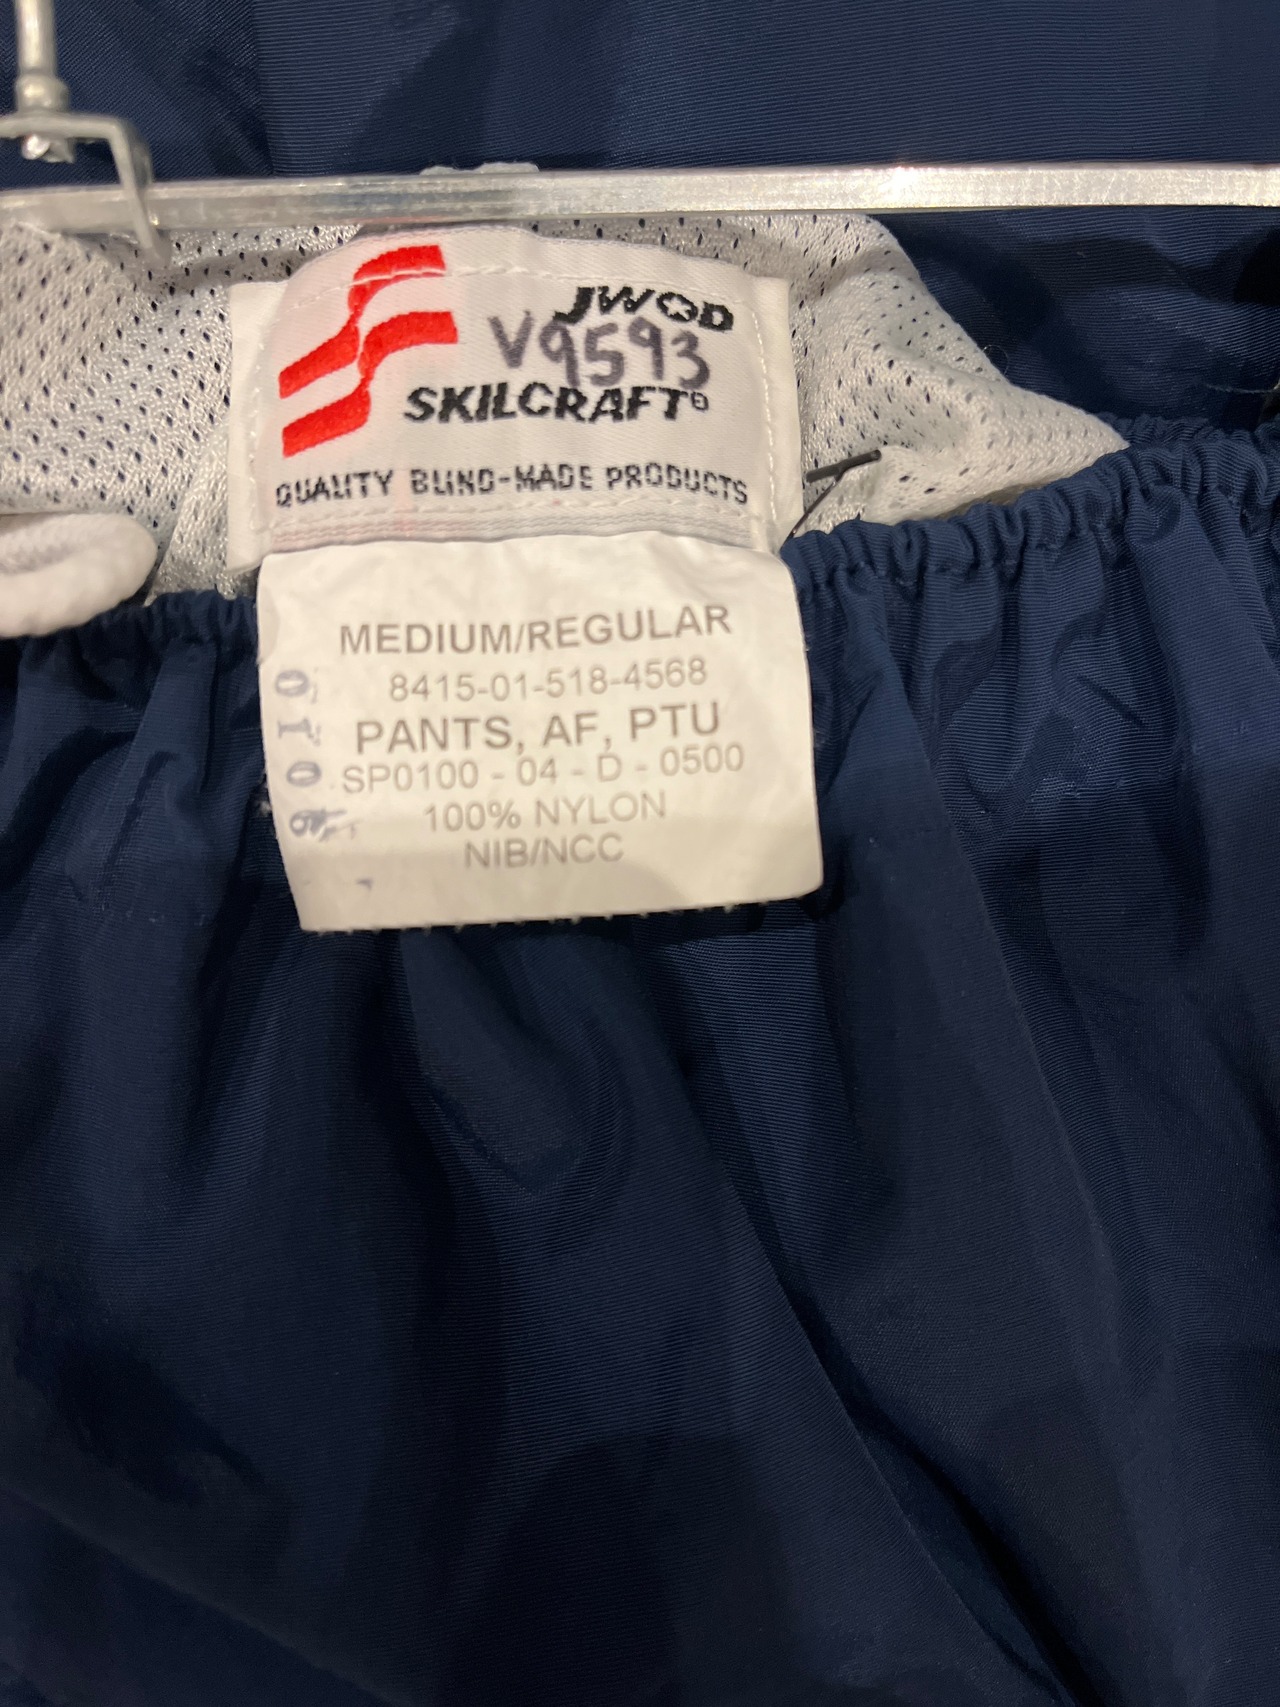 JWOD
V9593
SKILCRAFT®
QUALITY BLIND-MADE PRODUCTS
MEDIUM/REGULAR
8415-01-518-4568
PANTS, AF, PTU
SP0100 - 04 - D - 0500
100% NYLON
NIB/NCC